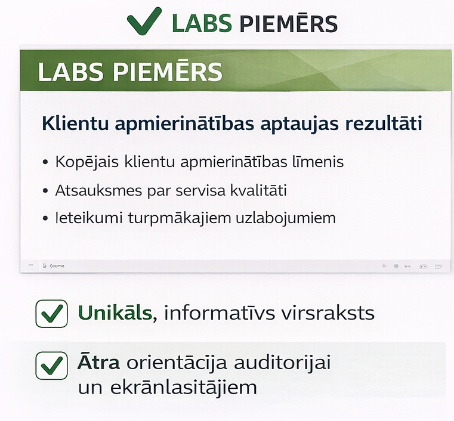 LABS PIEMĒRS
LABS PIEMĒRS
Klientu apmierinātības aptaujas rezultāti
• Kopējais klientu apmierinātības līmenis
• Atsauksmes par servisa kvalitāti
• Ieteikumi turpmākajiem uzlabojumiem
Unikāls, informatīvs virsraksts
Ātra orientācija auditorijai
un ekrānlasītājiem